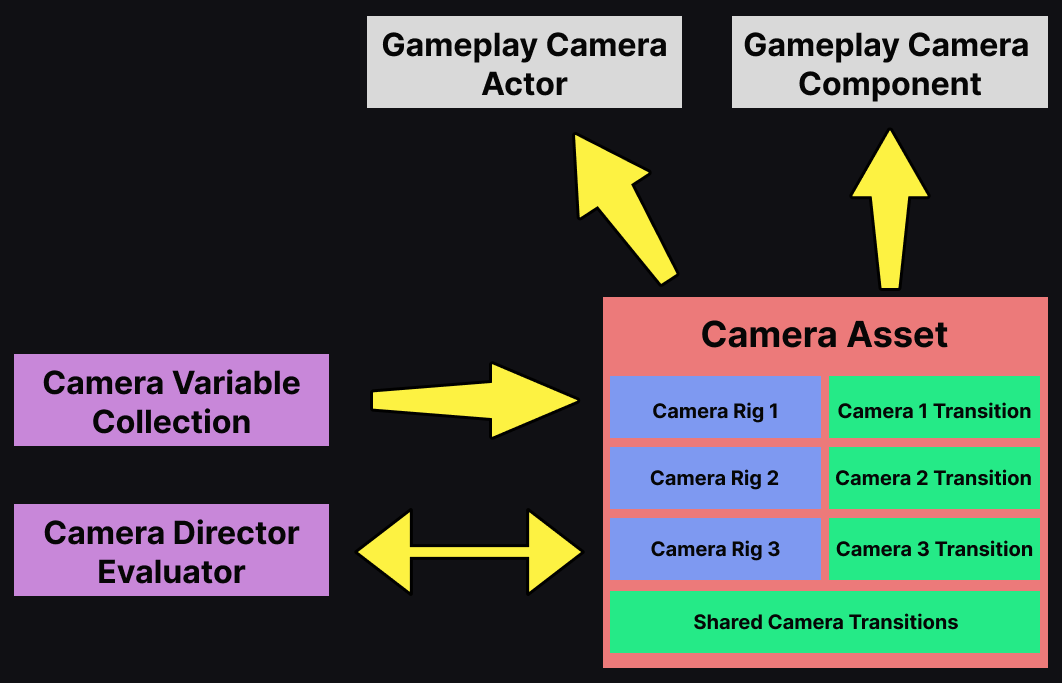 Gameplay Camera
Actor
Gameplay Camera
Component
Camera Asset
Camera Variable
Collection
Camera Rig 1
Camera 1 Transition
Camera Rig 2
Camera 2 Transition
Camera Director
Evaluator
Camera Rig 3
Camera 3 Transition
Shared Camera Transitions